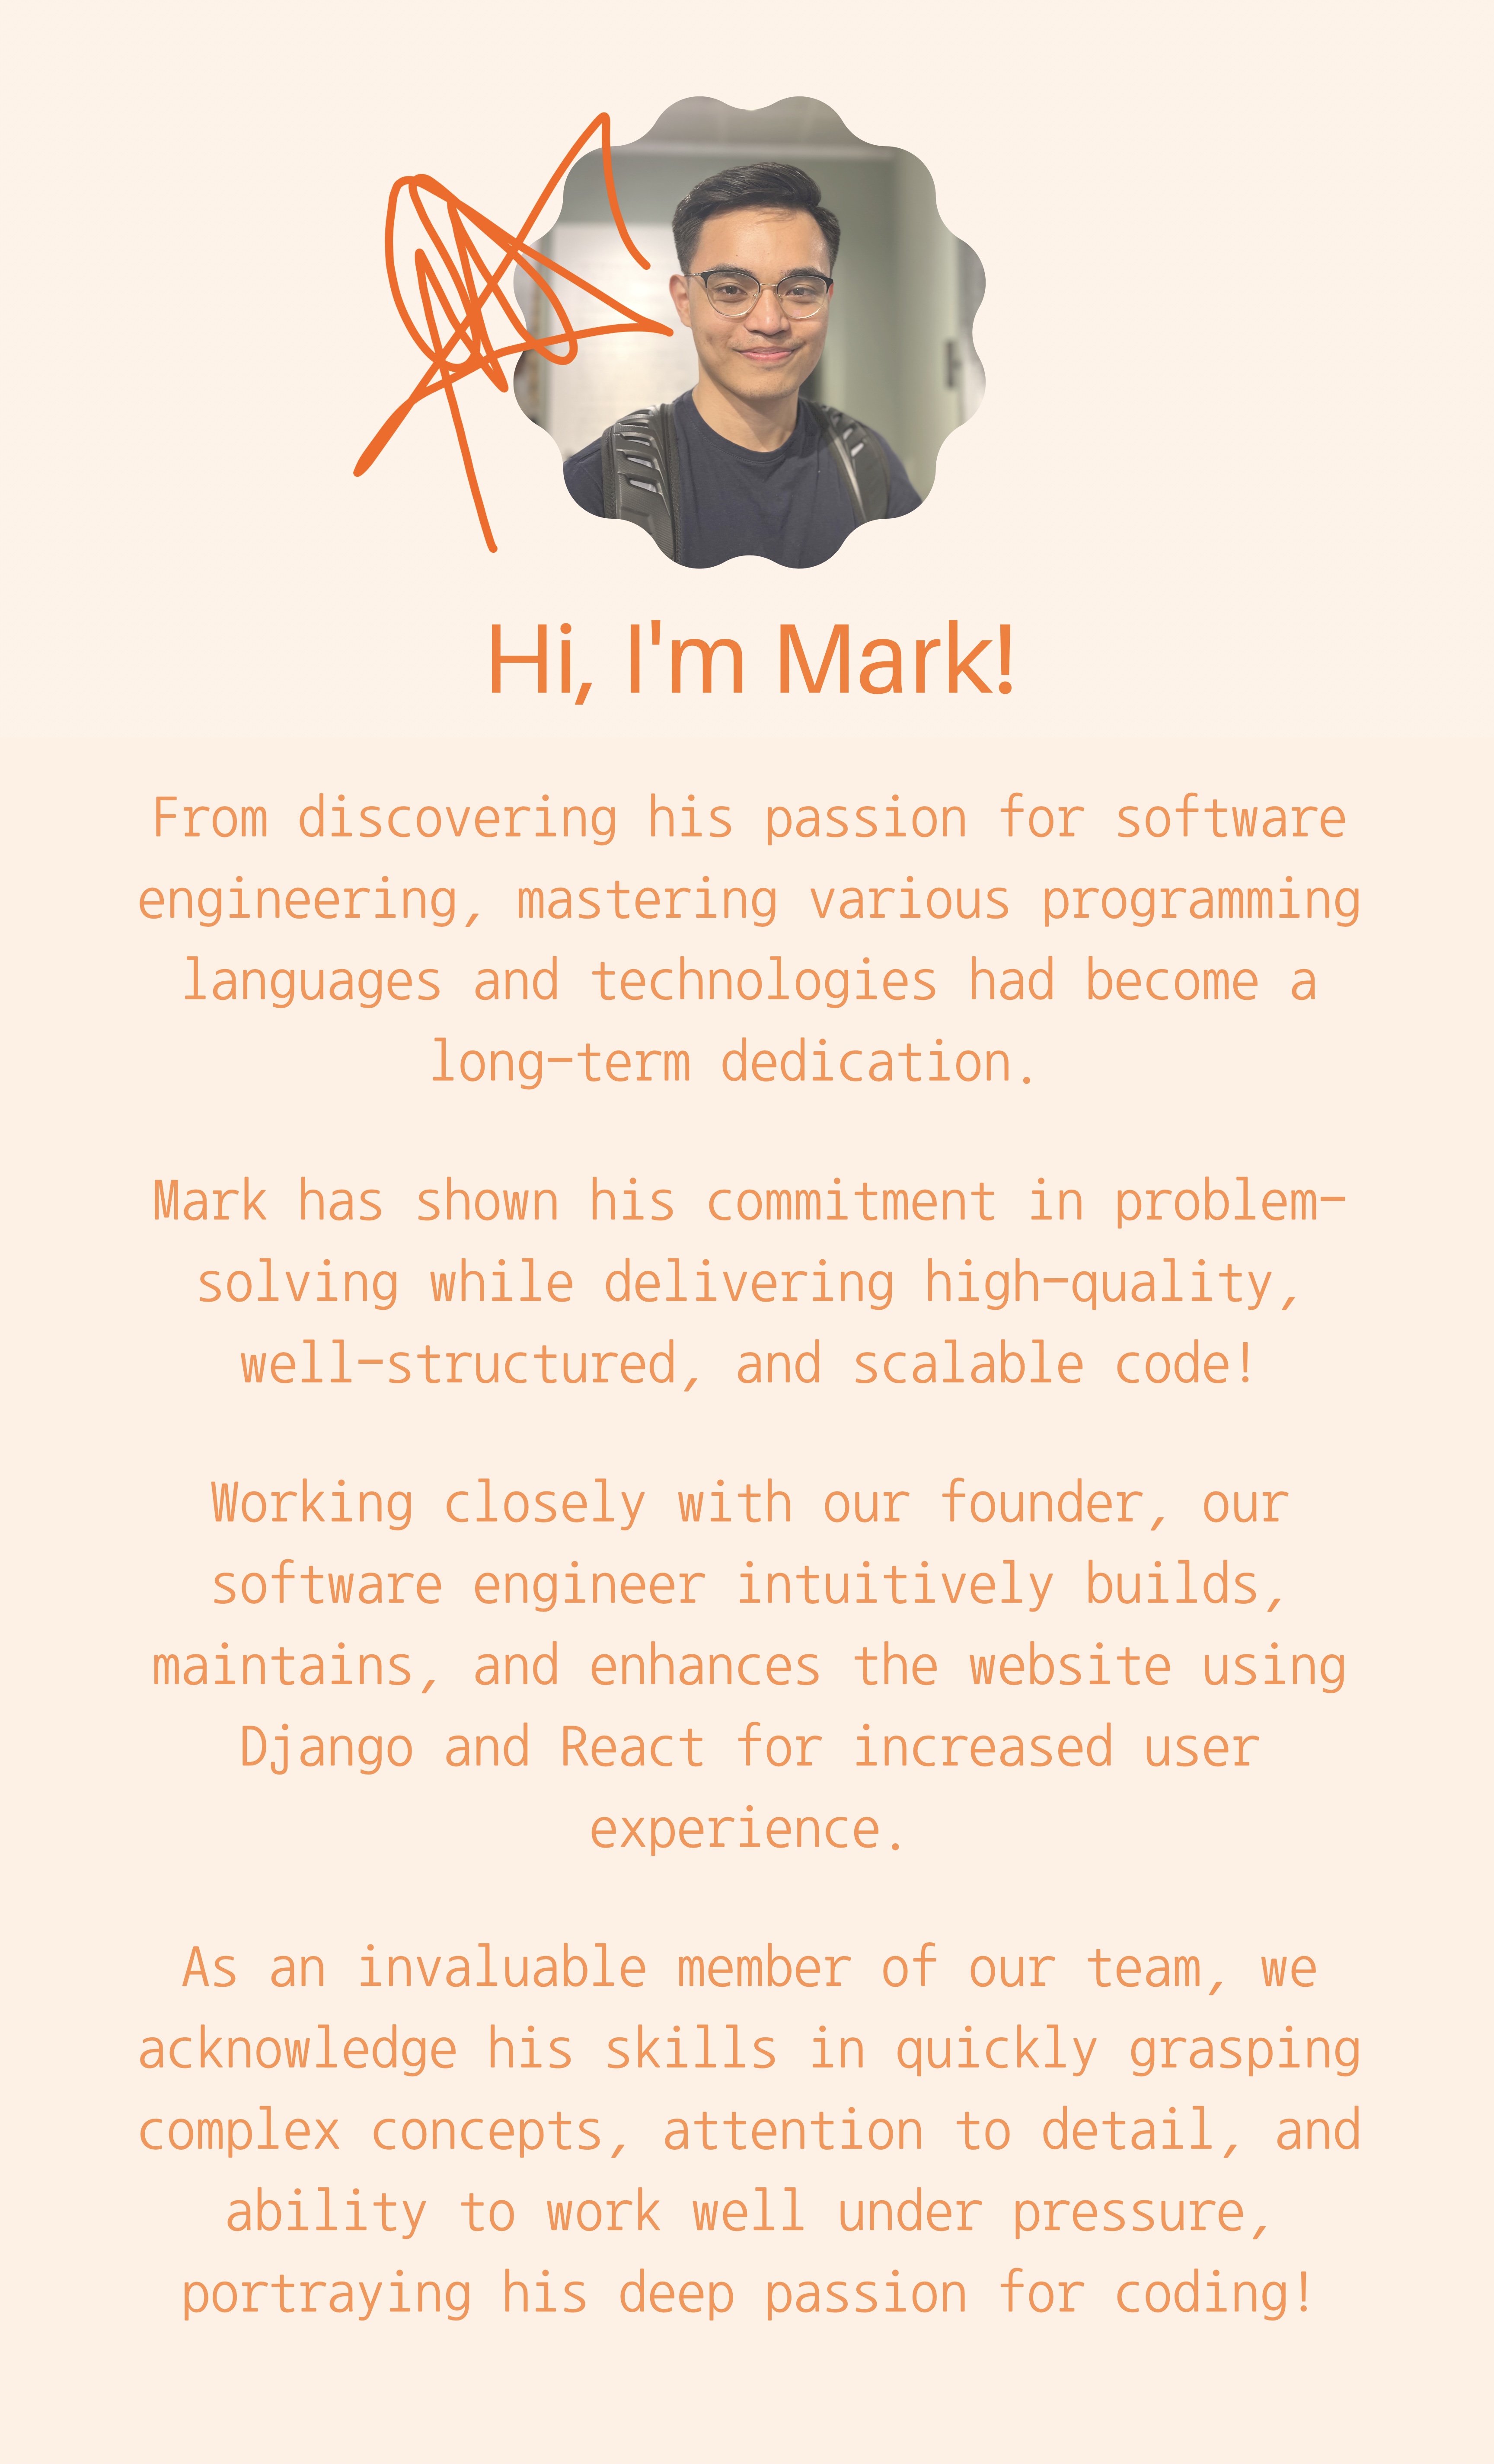 Hi, I'm Mark!
From discovering his passion for software
engineering, mastering various programming
languages and technologies had become a
long-term dedication.
Mark has shown his commitment in problem-
solving while delivering high-quality,
well-structured, and scalable code!
Working closely with our founder, our
software engineer intuitively builds,
maintains, and enhances the website using
Django and React for increased user
experience.
As an invaluable member of our team, we
acknowledge his skills in quickly grasping
complex concepts, attention to detail, and
ability to work well under pressure,
portraying his deep passion for coding!